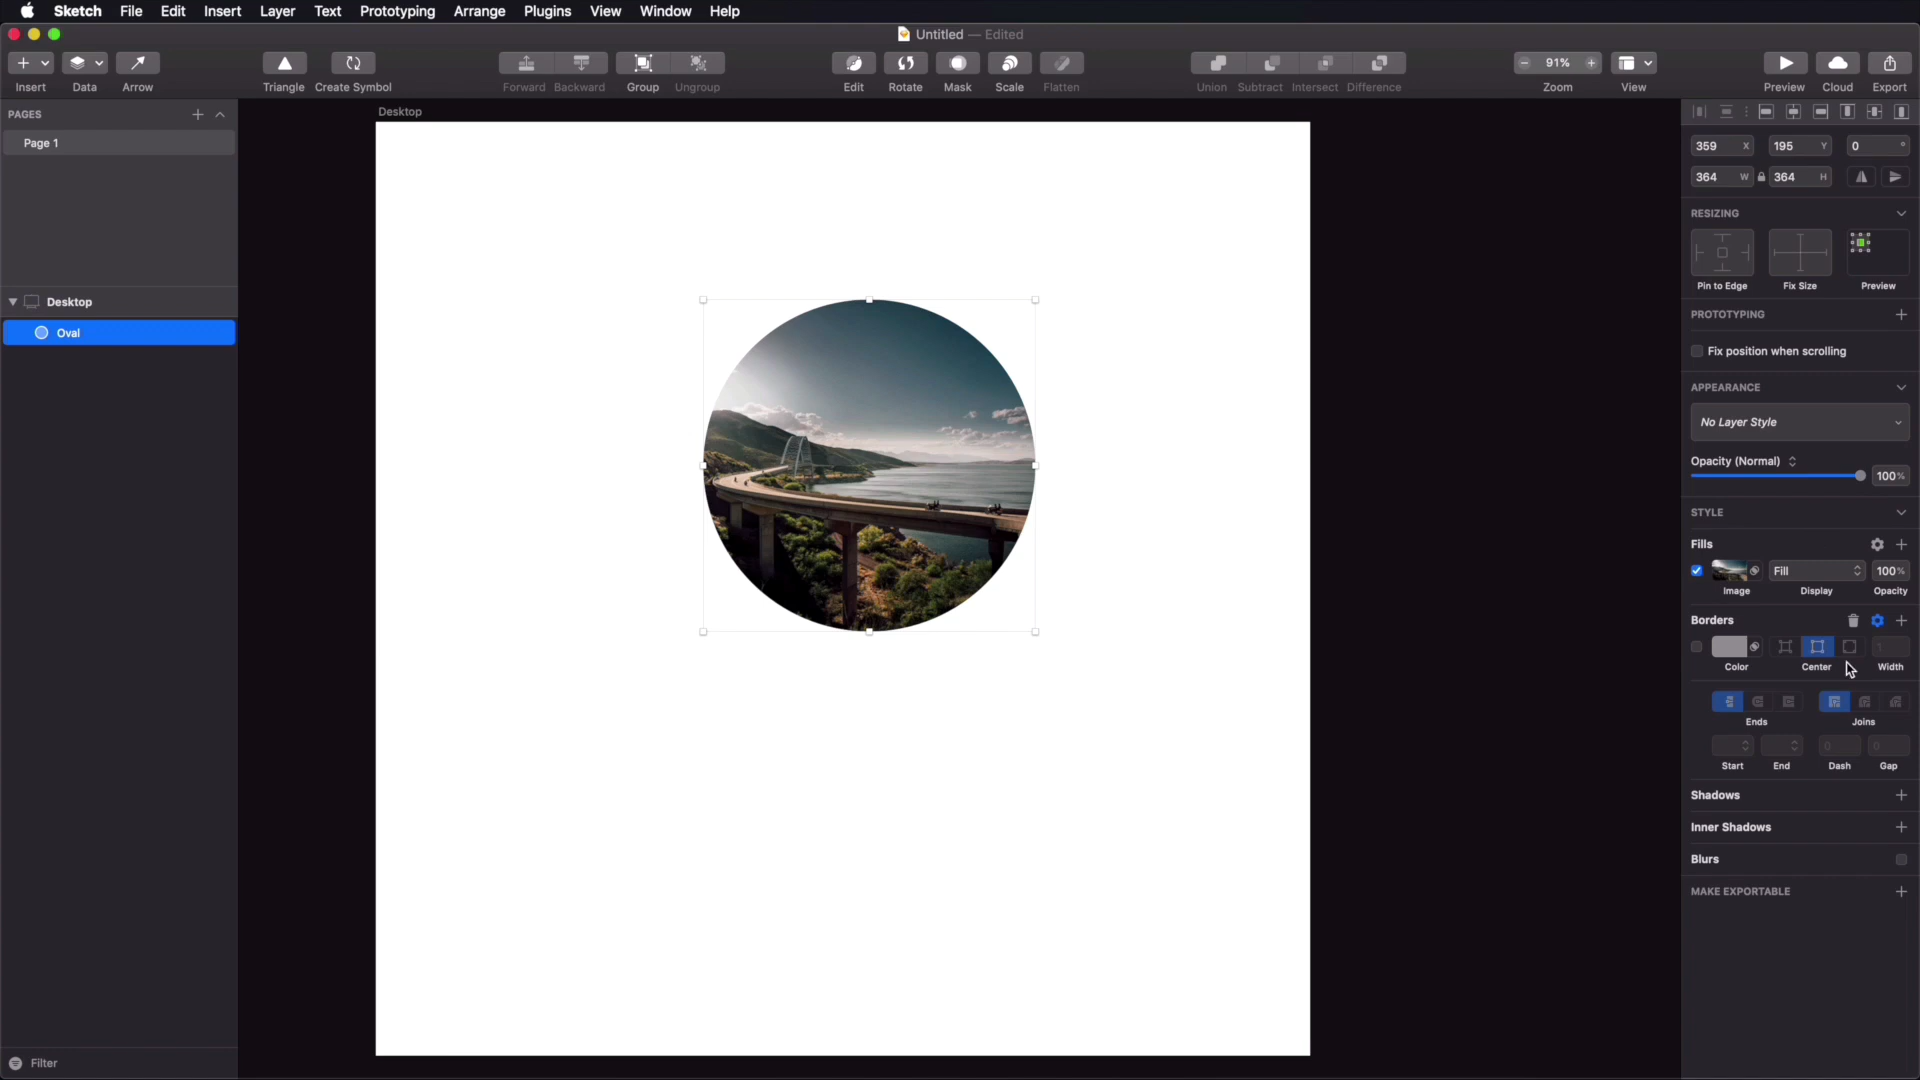 Sketch File Edit Insert Layer Text Prototyping Arrange Plugins View Window Help
Untitled — Edited
91%
Insert Data Arrow Triangle Create Symbol Forward Backward Group Ungroup Edit Rotate Mask Scale Flatten Union Subtract Intersect Difference Zoom View Preview Cloud Export
PAGES
Page 1
Desktop
Oval
Filter
Desktop
359 X 195 Y 0 °
364 W 364 H
RESIZING
Pin to Edge Fix Size Preview
PROTOTYPING
Fix position when scrolling
APPEARANCE
No Layer Style
Opacity (Normal)
100%
STYLE
Fills
Fill 100%
Image Display Opacity
Borders
1
Color Center Width
Ends Joins
0 0
Start End Dash Gap
Shadows
Inner Shadows
Blurs
MAKE EXPORTABLE